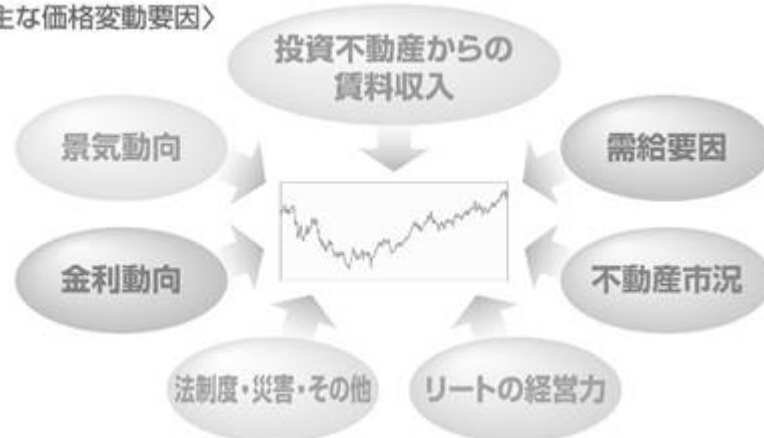 主な価格変動要因〉
投資不動産からの
賃料収入
景気動向
需給要因
金利動向
不動産市況
法制度・災害・その他
リートの経営力